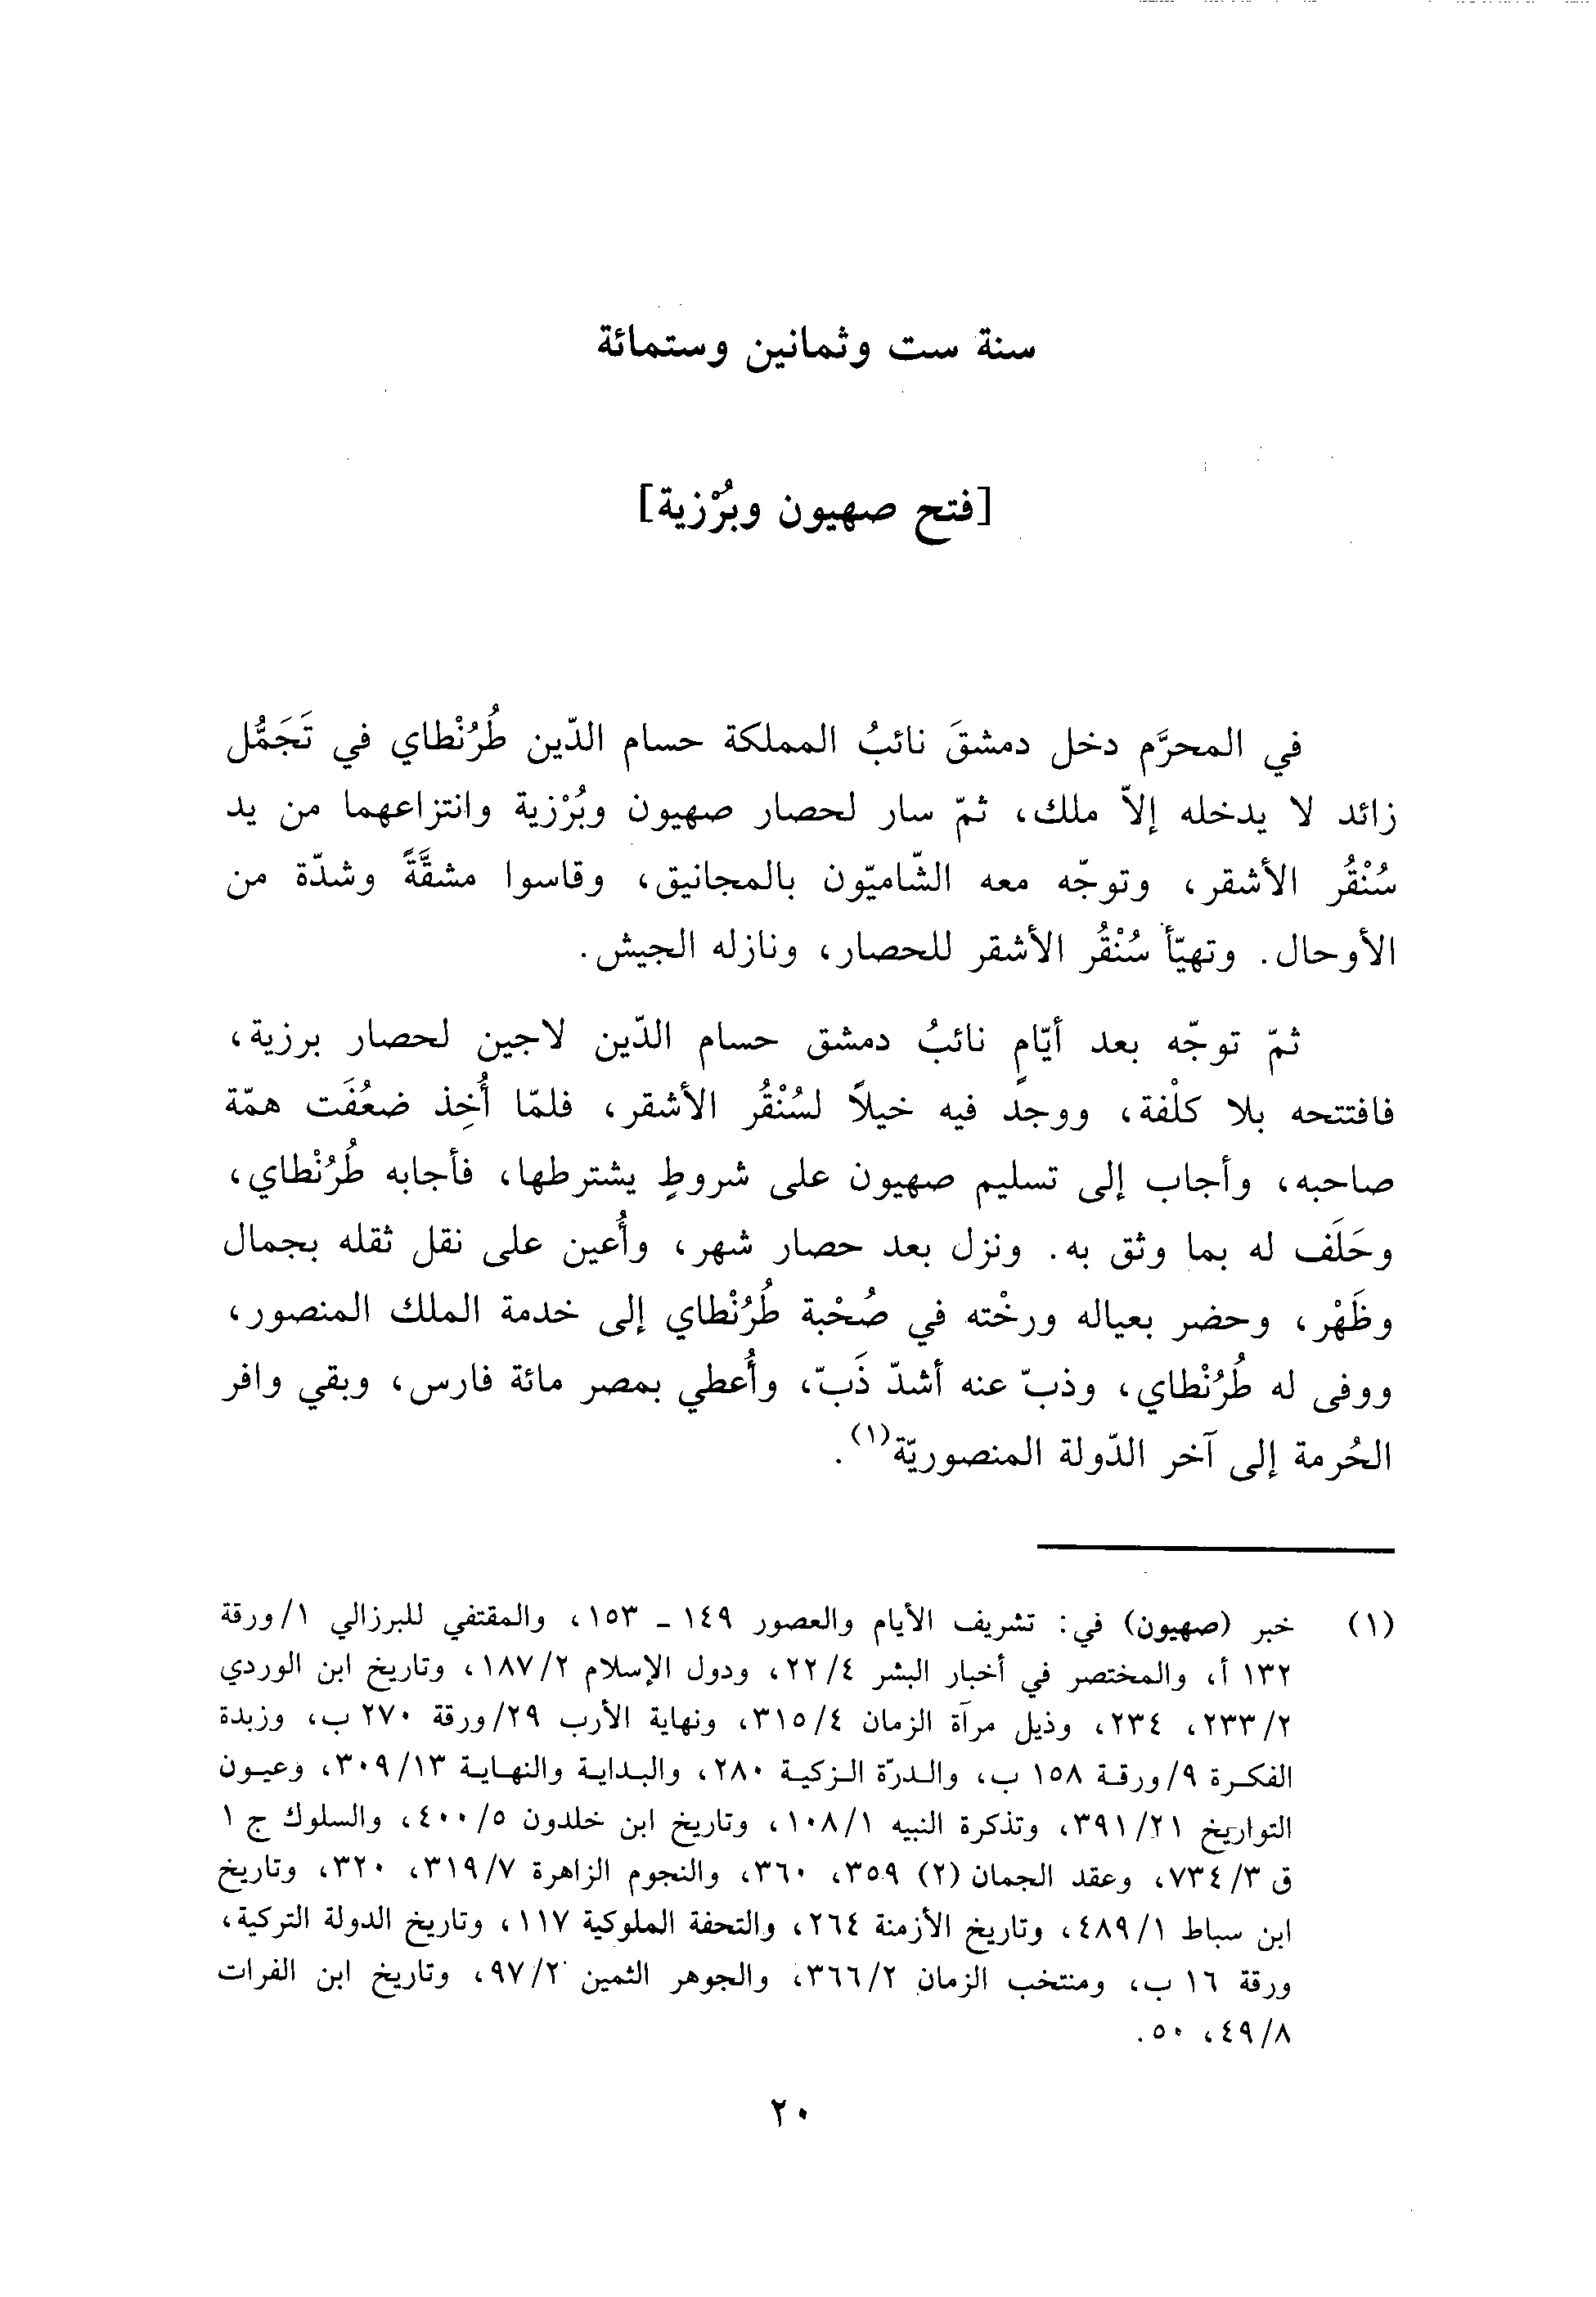 سنة ست وثمانين وستمائة
[فتح صهيون وبُرْزية]
في المحرَّم دخل دمشقَ نائبُ المملكة حسام الدّين طُرُنْطاي في تَجَمُّل
زائد لا يدخله إلاّ ملك، ثمّ سار لحصار صهيون وبُرْزية وانتزاعهما من يد
سُنْقُر الأشقر، وتوجّه معه الشّاميّون بالمجانيق، وقاسوا مشقَّةً وشدّة من
الأوحال. وتهيّأ سُنْقُر الأشقر للحصار، ونازله الجيش.
ثمّ توجّه بعد أيّامٍ نائبُ دمشق حسام الدّين لاجين لحصار برزية،
فافتتحه بلا كلْفة، ووجد فيه خيلاً لسُنْقُر الأشقر، فلمّا أُخِذ ضعُفَت همّة
صاحبه، وأجاب إلى تسليم صهيون على شروطٍ يشترطها، فأجابه طُرُنْطاي،
وحَلَف له بما وثق به. ونزل بعد حصار شهر، وأُعين على نقل ثقله بجمال
وظَهْر، وحضر بعياله ورخْته في صُحْبة طُرُنْطاي إلى خدمة الملك المنصور،
ووفى له طُرُنْطاي، وذبّ عنه أشدّ ذَبّ، وأُعطي بمصر مائة فارس، وبقي وافر
الحُرمة إلى آخر الدّولة المنصوريّة(١).
(١) خبر (صهيون) في: تشريف الأيام والعصور ١٤٩ ـ ١٥٣، والمقتفي للبرزالي ١/ورقة
١٣٢ أ، والمختصر في أخبار البشر ٤/٢٢، ودول الإسلام ٢/١٨٧، وتاريخ ابن الوردي
٢/٢٣٣، ٢٣٤، وذيل مرآة الزمان ٤/٣١٥، ونهاية الأرب ٢٩/ورقة ٢٧٠ ب، وزبدة
الفكرة ٩/ورقة ١٥٨ ب، والدرّة الزكية ٢٨٠، والبداية والنهاية ١٣/٣٠٩، وعيون
التواريخ ٢١/٣٩١، وتذكرة النبيه ١/١٠٨، وتاريخ ابن خلدون ٥/٤٠٠، والسلوك ج ١
ق ٣/٧٣٤، وعقد الجمان (٢) ٣٥٩، ٣٦٠، والنجوم الزاهرة ٧/٣١٩، ٣٢٠، وتاريخ
ابن سباط ١/٤٨٩، وتاريخ الأزمنة ٢٦٤، والتحفة الملوكية ١١٧، وتاريخ الدولة التركية،
ورقة ١٦ ب، ومنتخب الزمان ٢/٣٦٦، والجوهر الثمين ٢/٩٧، وتاريخ ابن الفرات
٨/٤٩، ٥٠.
٢٠